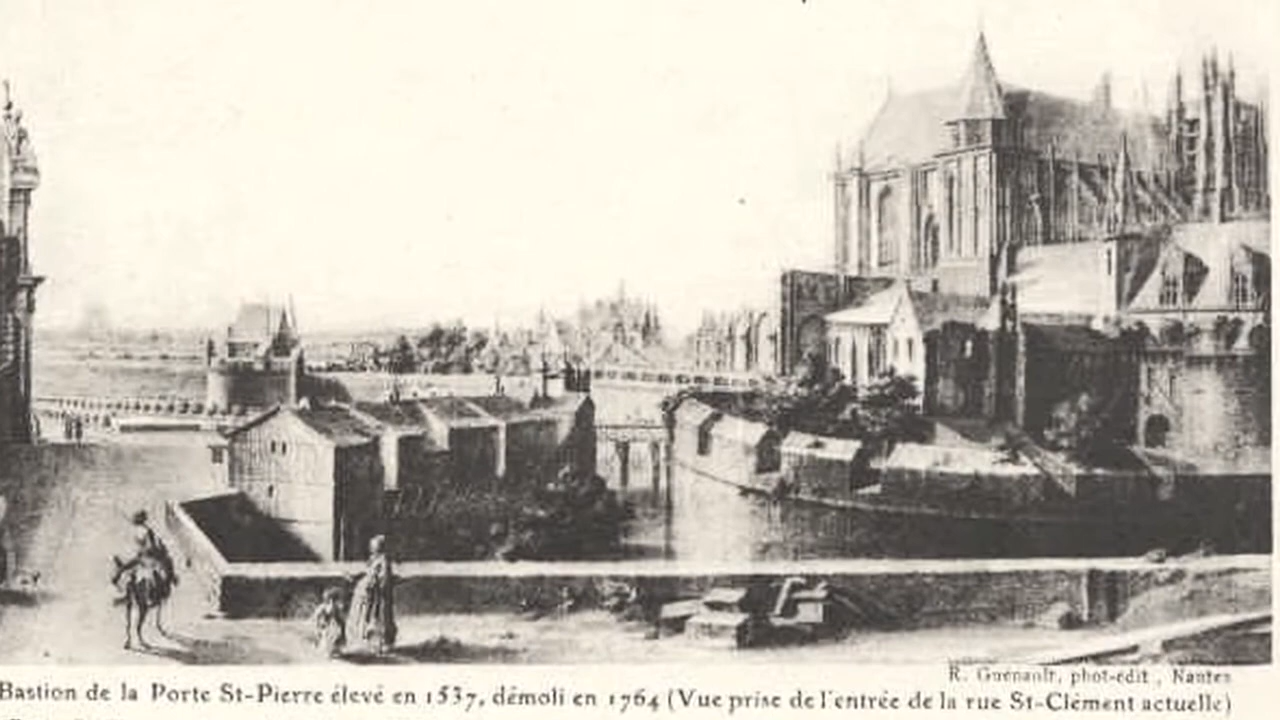 R. Guénault, phot-édit., Nantes
Bastion de la Porte St-Pierre élevé en 1537, démoli en 1764 (Vue prise de l'entrée de la rue St-Clément actuelle)